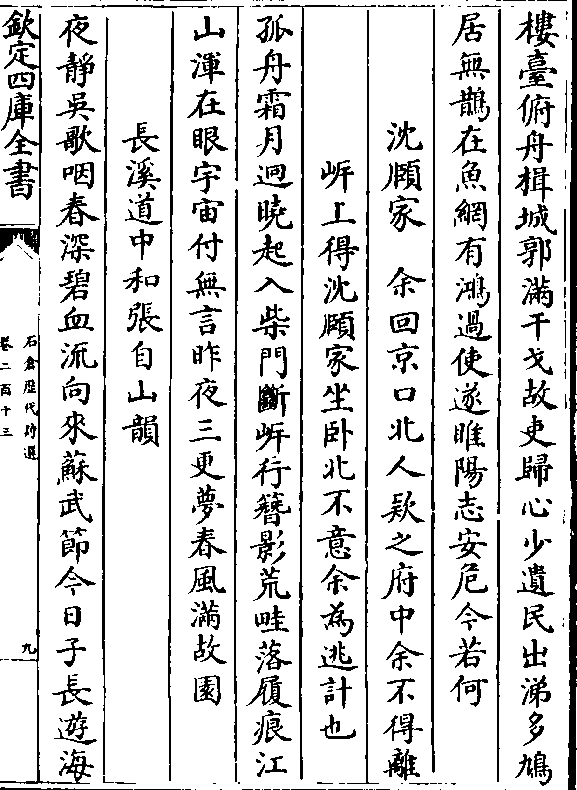 樓臺俯舟楫城郭滿干戈故吏歸心少遺民出涕多鳩
居無鵲在魚網有鴻過使遂睢陽志安危今若何
沈頥家　余回京口北人欵之府中余不得離
岍上得沈頥家坐卧北不意余為逃計也
孤舟霜月迥曉起入柴門斷岍行簪影荒畦落履痕江
山渾在眼宇宙付無言昨夜三更夢春風滿故園
長溪道中和張自山韻
夜靜吳歌咽春深碧血流向來蘇武節今日子長遊海
欽定四庫全書
石倉歴代詩選
卷二百十三
九